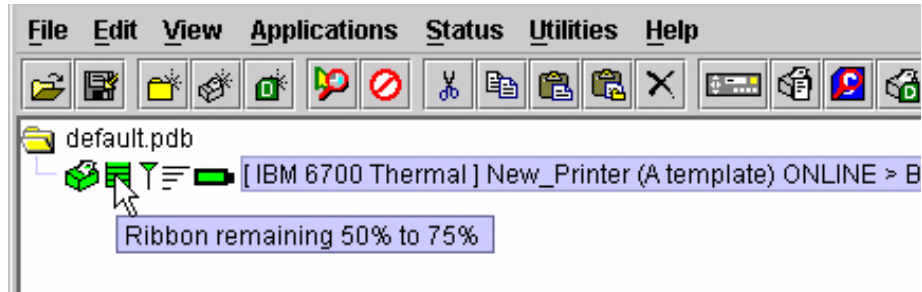 File Edit View Applications Status Utilities Help
default.pdb
[ IBM 6700 Thermal ] New_Printer (A template) ONLINE > B
Ribbon remaining 50% to 75%